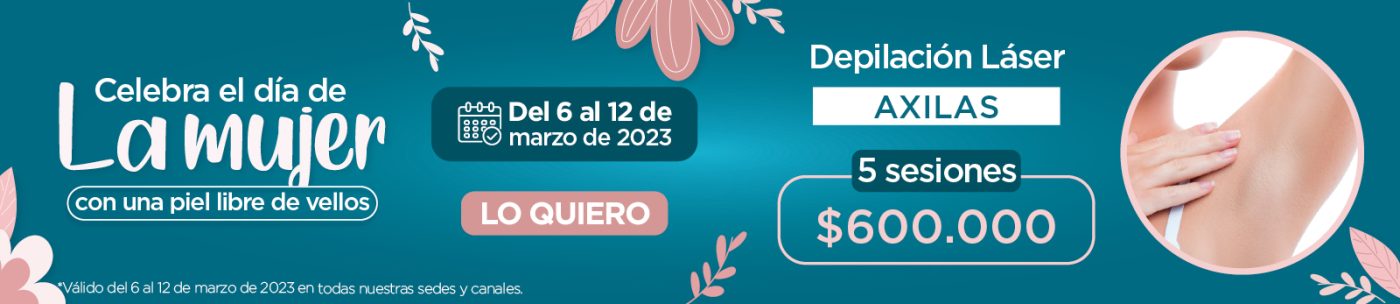 Celebra el día de
La mujer
con una piel libre de vellos
Del 6 al 12 de
marzo de 2023
LO QUIERO
Depilación Láser
AXILAS
5 sesiones
$600.000
*Válido del 6 al 12 de marzo de 2023 en todas nuestras sedes y canales.